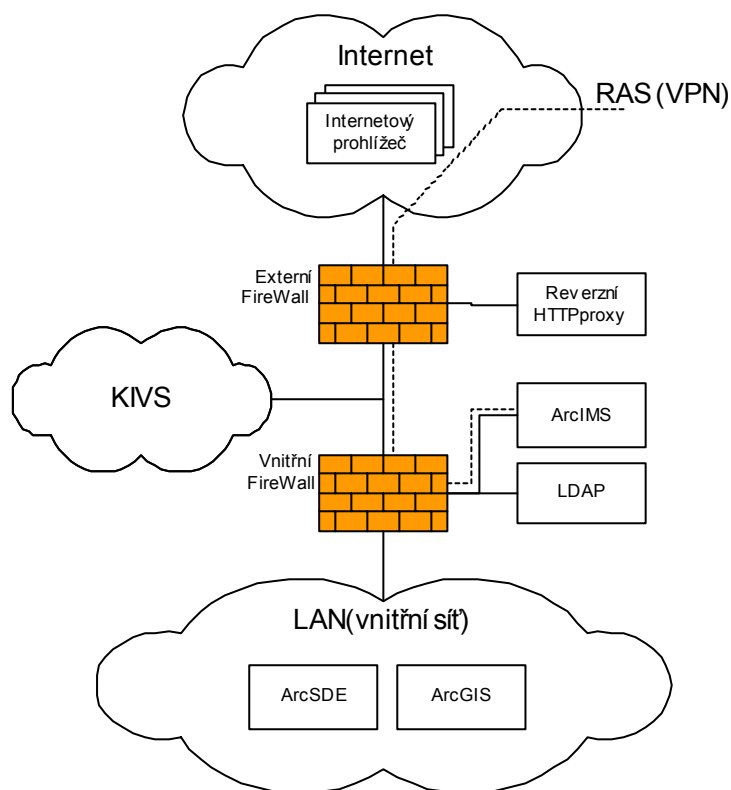 Internet
RAS (VPN)
Internetový
prohlížeč
Externí
FireWall
Reverzní
HTTPproxy
KIVS
ArcIMS
Vnitřní
FireWall
LDAP
LAN(vnitřní síť)
ArcSDE
ArcGIS